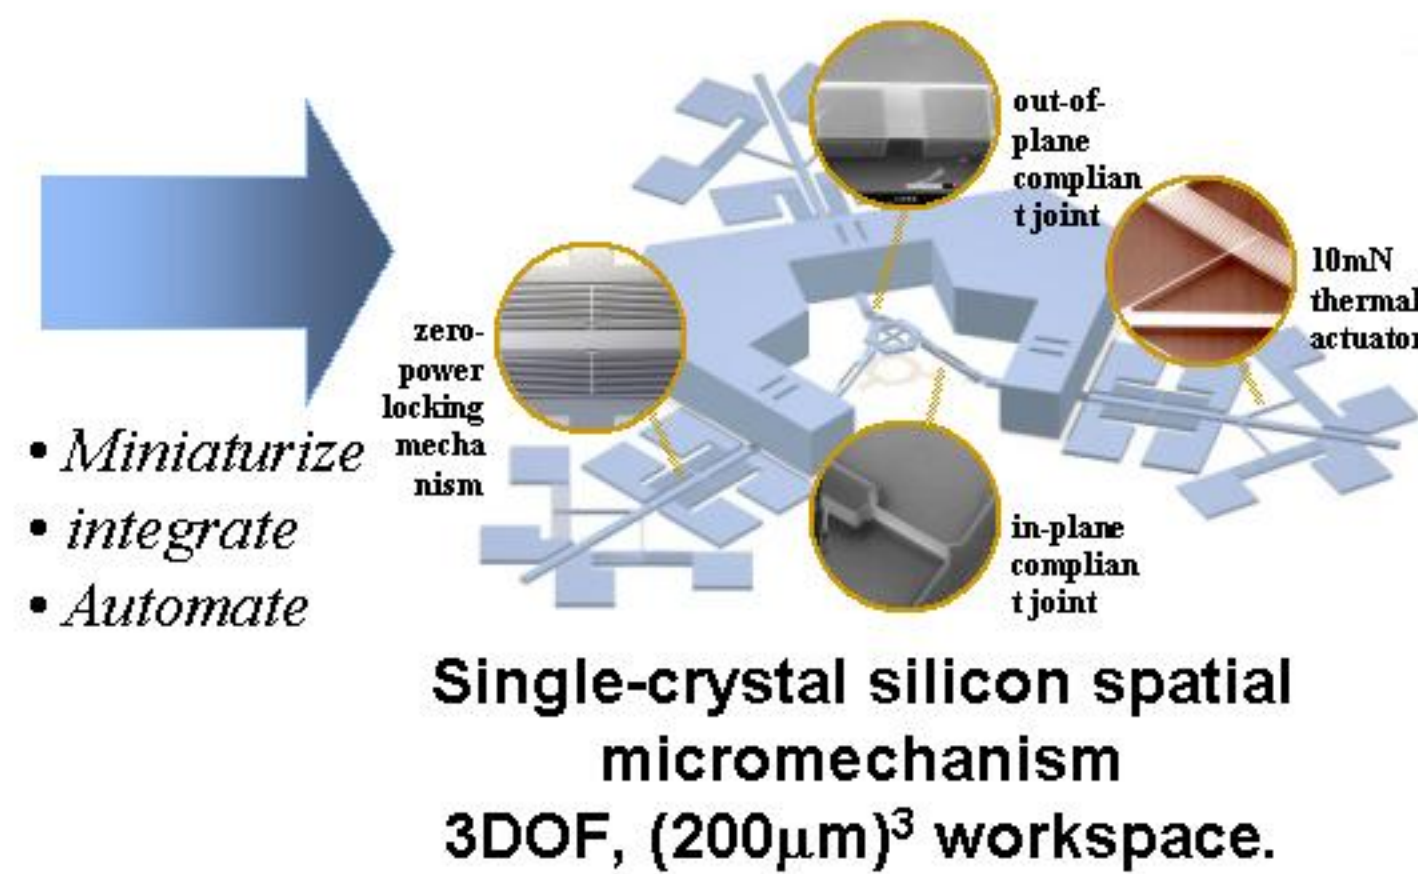 out-of-
plane
complian
t joint
10mN
thermal
actuator
zero-
power
locking
mecha
nism
• Miniaturize
• integrate
• Automate
in-plane
complian
t joint
Single-crystal silicon spatial
micromechanism
3DOF, (200μm)³ workspace.